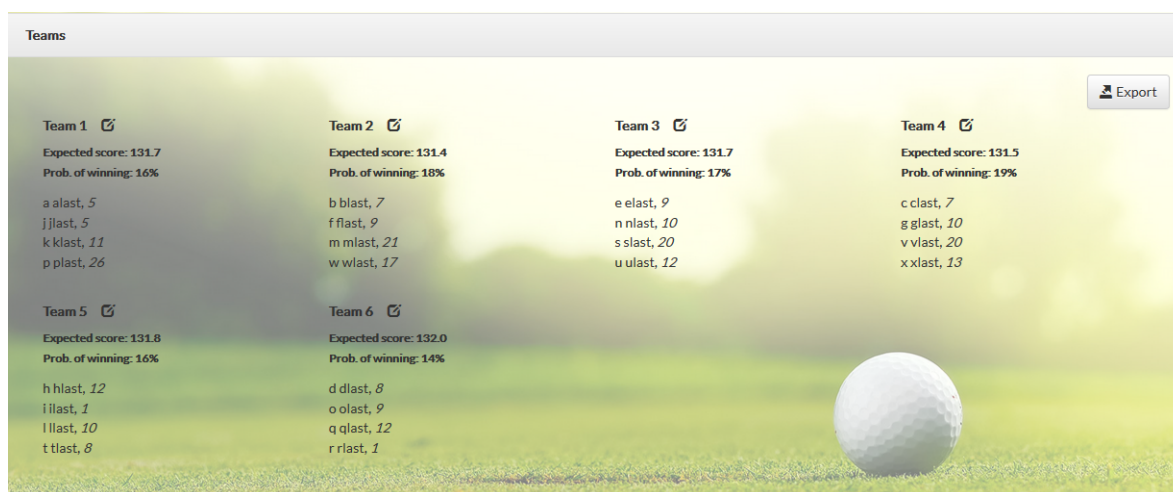 Teams
Export
Team 1
Expected score: 131.7
Prob. of winning: 16%
a alast, 5
j jlast, 5
k klast, 11
p plast, 26
Team 2
Expected score: 131.4
Prob. of winning: 18%
b blast, 7
f flast, 9
m mlast, 21
w wlast, 17
Team 3
Expected score: 131.7
Prob. of winning: 17%
e elast, 9
n nlast, 10
s slast, 20
u ulast, 12
Team 4
Expected score: 131.5
Prob. of winning: 19%
c clast, 7
g glast, 10
v vlast, 20
x xlast, 13
Team 5
Expected score: 131.8
Prob. of winning: 16%
h hlast, 12
i ilast, 1
l llast, 10
t tlast, 8
Team 6
Expected score: 132.0
Prob. of winning: 14%
d dlast, 8
o olast, 9
q qlast, 12
r rlast, 1